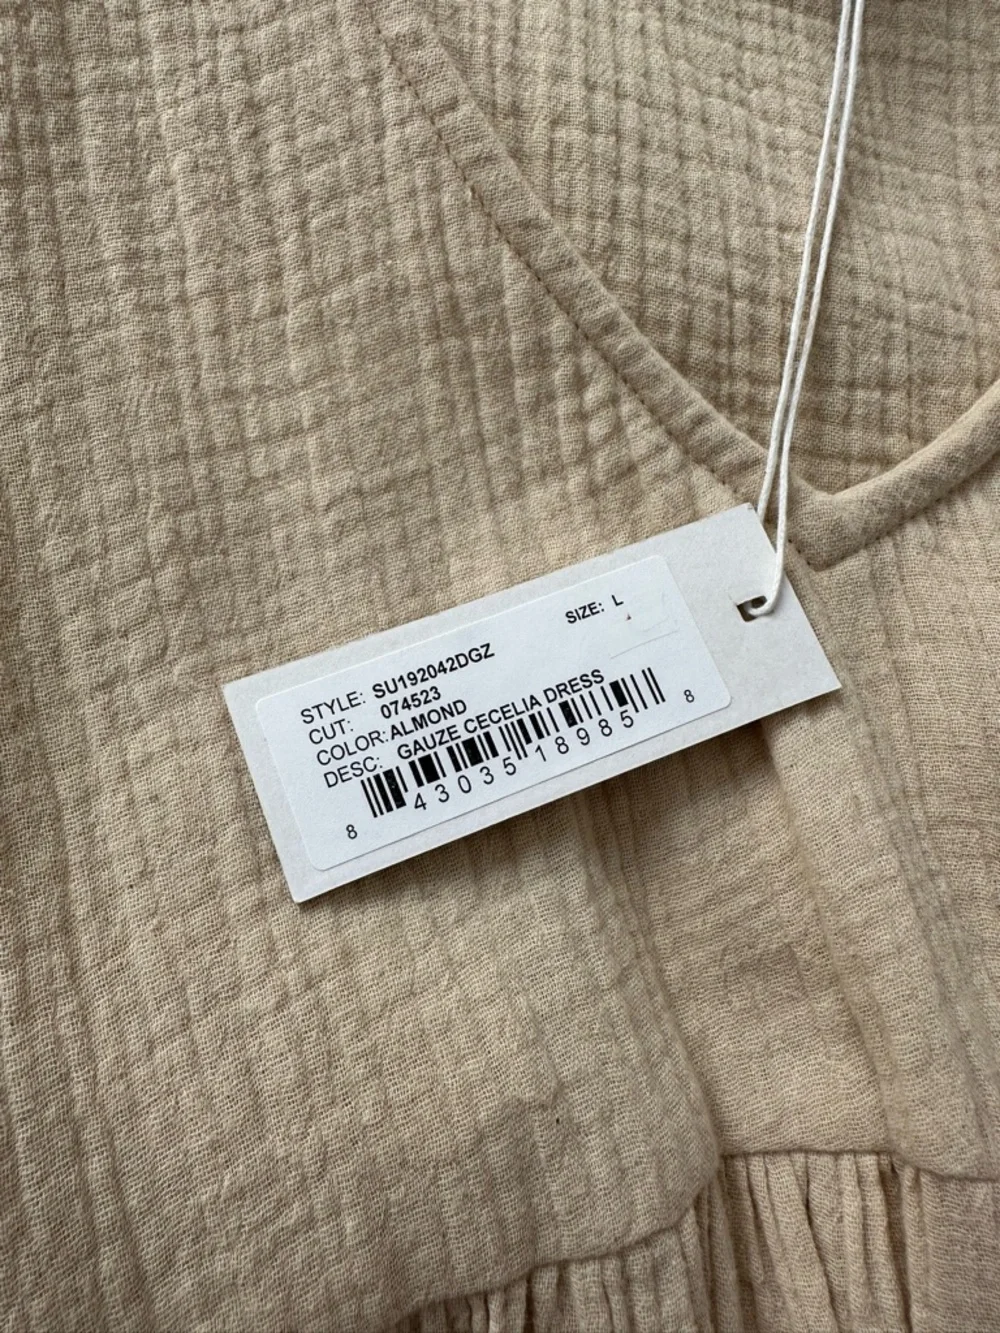 SIZE: L
STYLE: SU192042DGZ
CUT: 074523
COLOR:ALMOND
DESC: GAUZE CECELIA DRESS
8 43035 18985 8